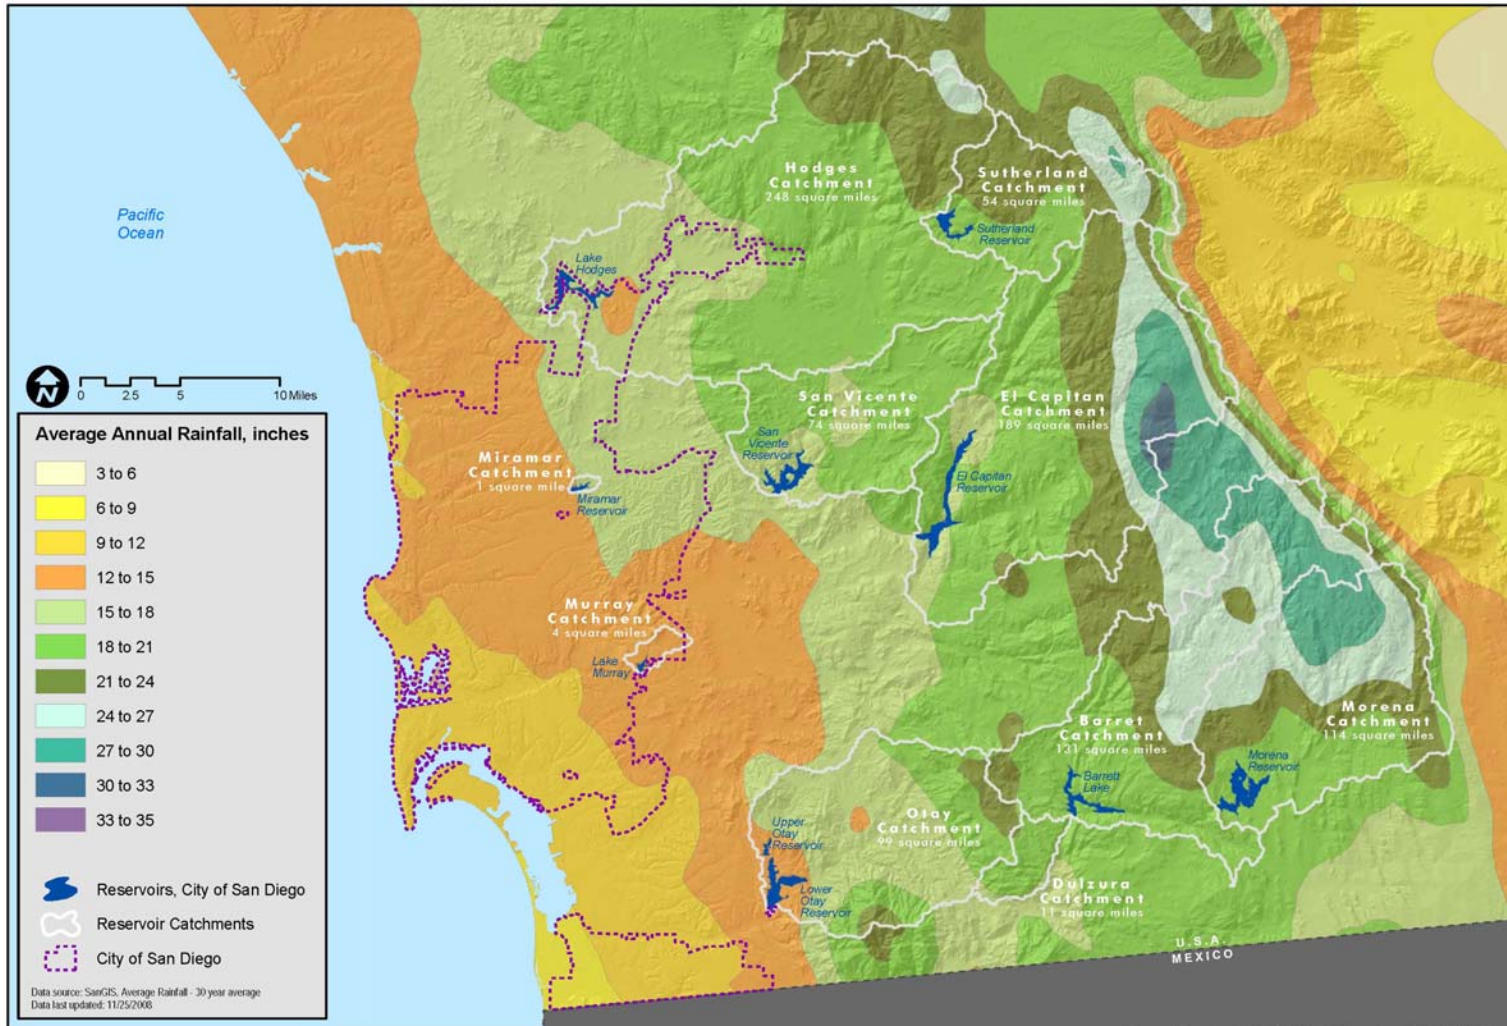 Pacific
Ocean
Hodges
Catchment
248 square miles
Sutherland
Catchment
54 square miles
Sutherland
Reservoir
Lake
Hodges
N
0 2.5 5 10 Miles
Average Annual Rainfall, inches
3 to 6
6 to 9
9 to 12
12 to 15
15 to 18
18 to 21
21 to 24
24 to 27
27 to 30
30 to 33
33 to 35
Reservoirs, City of San Diego
Reservoir Catchments
City of San Diego
Data source: SanGIS, Average Rainfall - 30 year average
Data last updated: 11/25/2008
San Vicente
Catchment
74 square miles
San
Vicente
Reservoir
El Capitan
Catchment
189 square miles
El Capitan
Reservoir
Miramar
Catchment
1 square mile
Miramar
Reservoir
Murray
Catchment
4 square miles
Lake
Murray
Barret
Catchment
131 square miles
Barrett
Lake
Morena
Catchment
114 square miles
Morena
Reservoir
Otay
Catchment
99 square miles
Upper
Otay
Reservoir
Lower
Otay
Reservoir
Dulzura
Catchment
11 square miles
U.S.A.
MEXICO